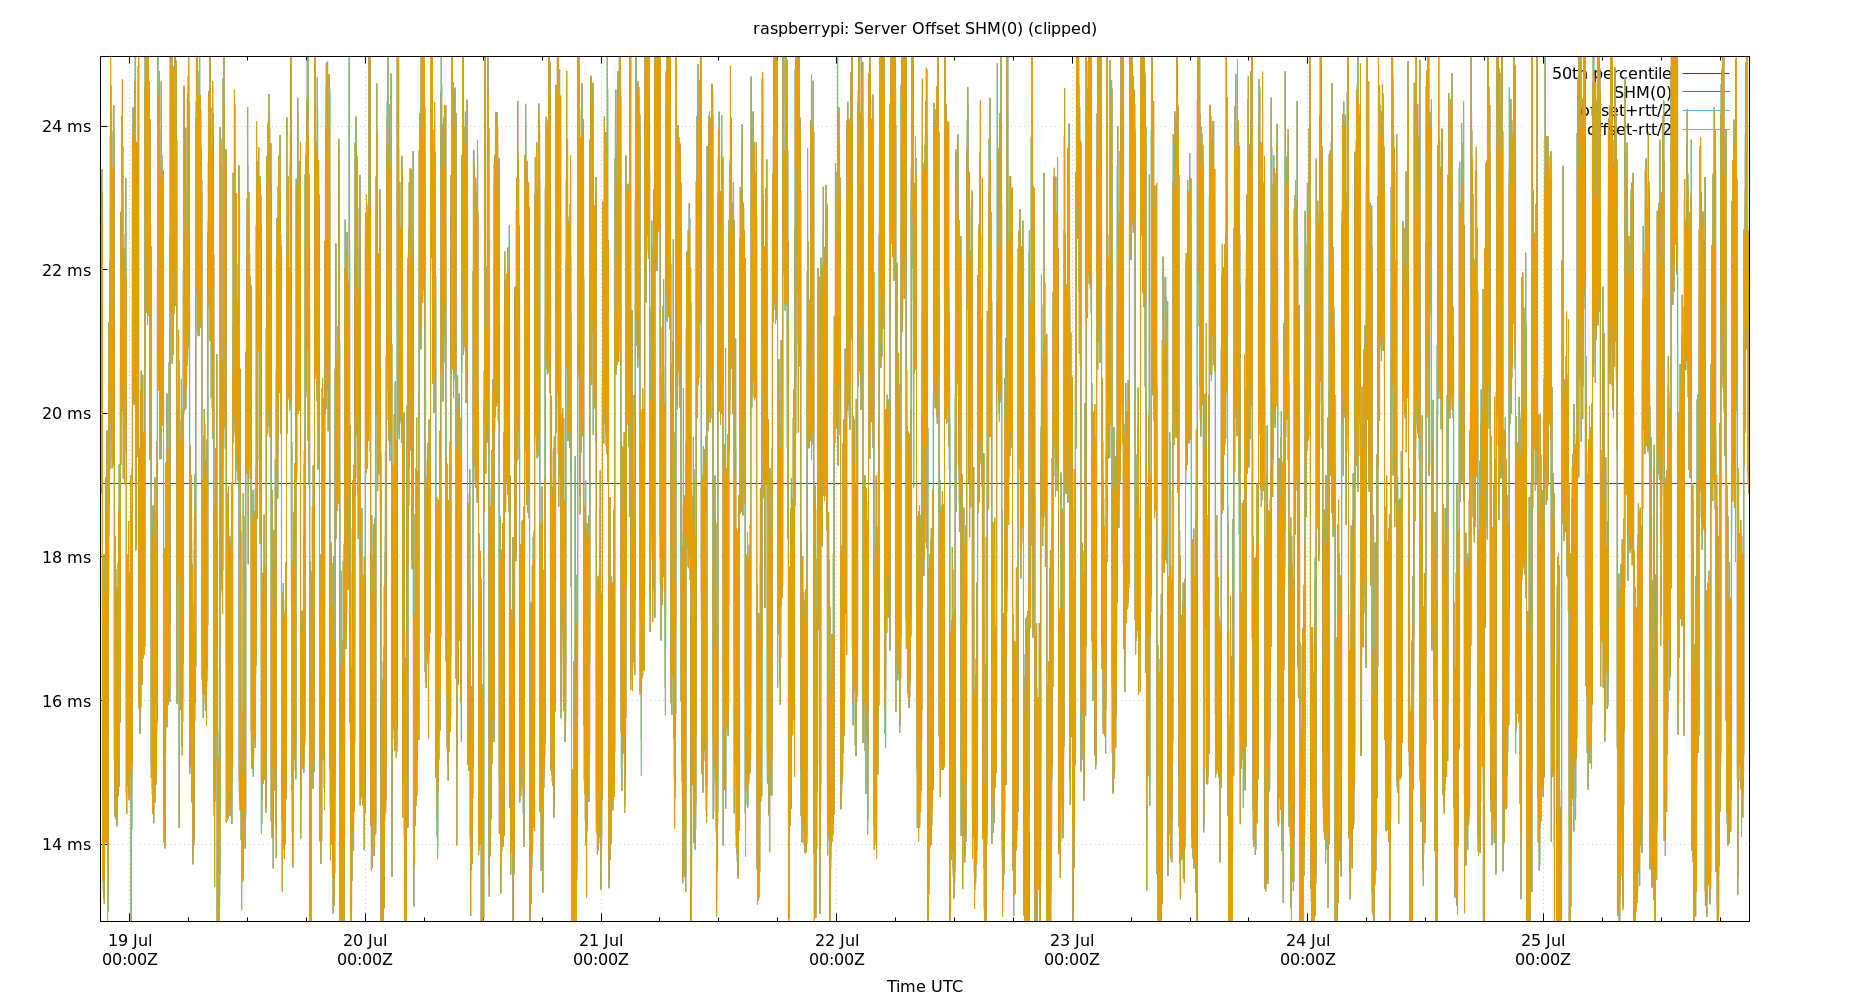 raspberrypi: Server Offset SHM(0) (clipped)
50th percentile
SHM(0)
offset+rtt/2
offset-rtt/2
24 ms
22 ms
20 ms
18 ms
16 ms
14 ms
19 Jul 20 Jul 21 Jul 22 Jul 23 Jul 24 Jul 25 Jul
00:00Z 00:00Z 00:00Z 00:00Z 00:00Z 00:00Z 00:00Z
Time UTC